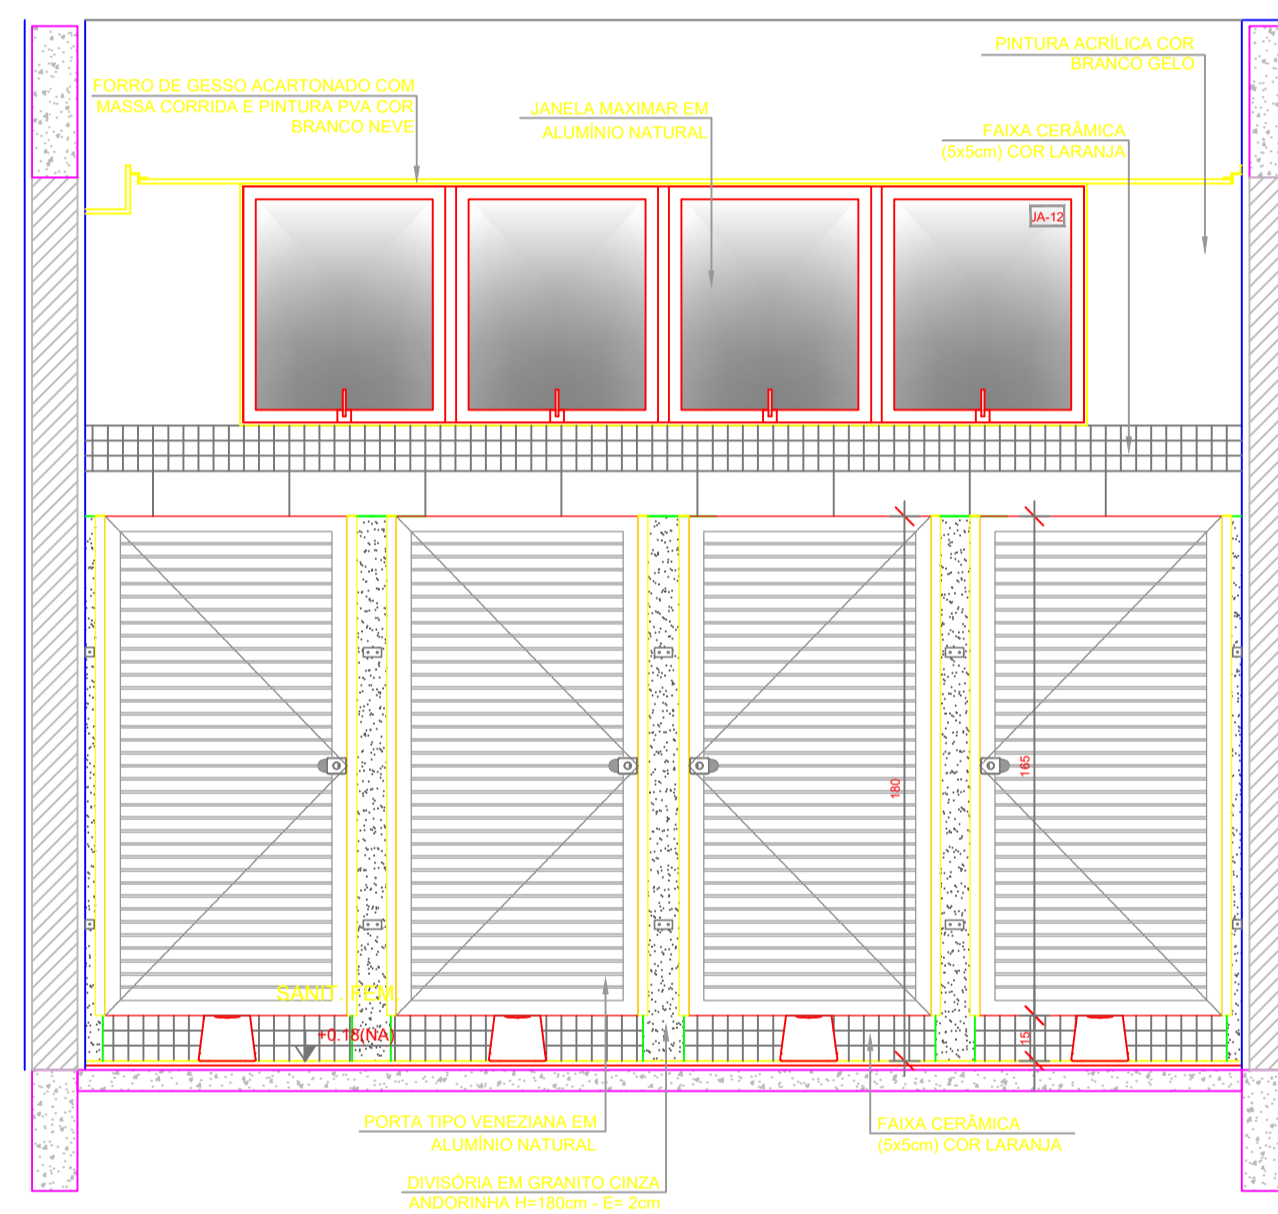 PINTURA ACRÍLICA COR
BRANCO GELO
FORRO DE GESSO ACARTONADO COM
MASSA CORRIDA E PINTURA PVA COR
BRANCO NEVE
JANELA MAXIMAR EM
ALUMÍNIO NATURAL
FAIXA CERÂMICA
(5x5cm) COR LARANJA
JA-12
180
165
SANIT. FEM.
+0.18(NA)
15
PORTA TIPO VENEZIANA EM
ALUMÍNIO NATURAL
FAIXA CERÂMICA
(5x5cm) COR LARANJA
DIVISÓRIA EM GRANITO CINZA
ANDORINHA H=180cm - E= 2cm